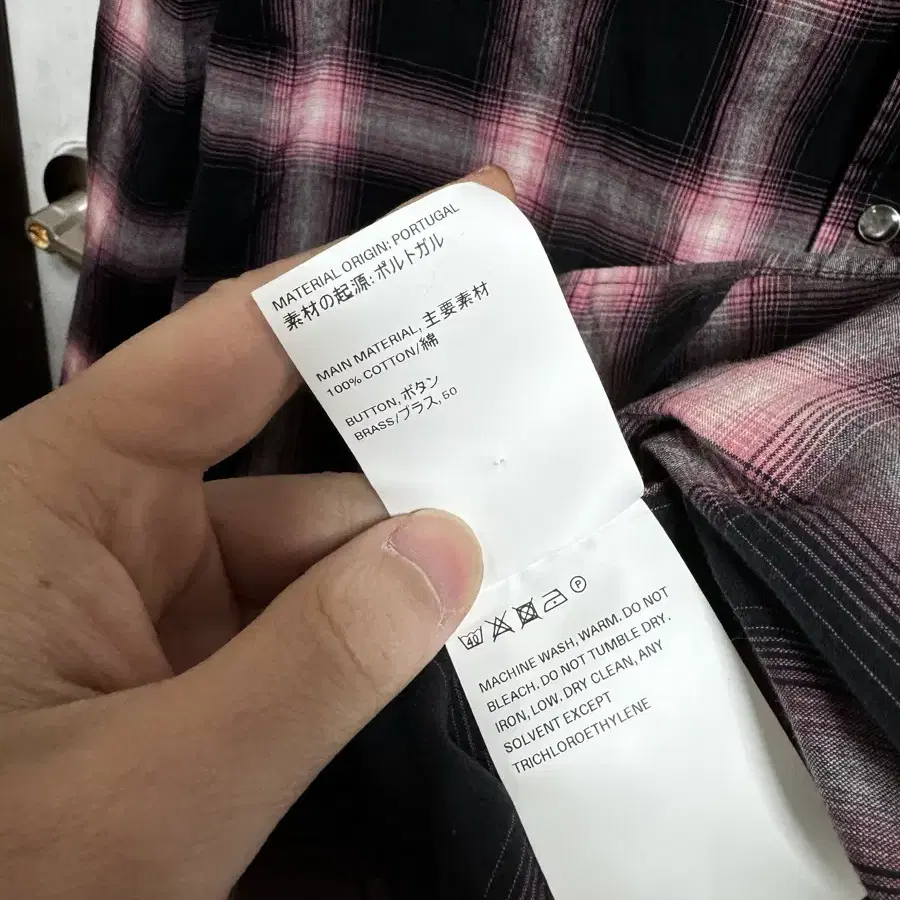 MATERIAL ORIGIN: PORTUGAL
素材の起源: ポルトガル
MAIN MATERIAL, 主要素材
100% COTTON/綿
BUTTON, ボタン
BRASS/ブラス, 50
40
P
MACHINE WASH, WARM. DO NOT
BLEACH. DO NOT TUMBLE DRY.
IRON, LOW. DRY CLEAN, ANY
SOLVENT EXCEPT
TRICHLOROETHYLENE